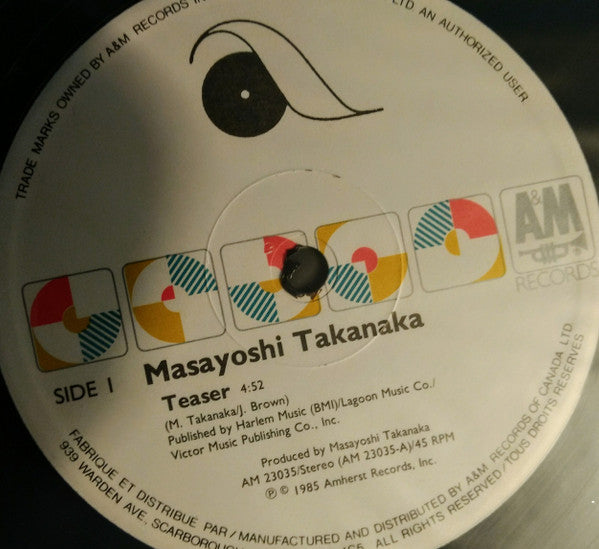 TRADE MARKS OWNED BY A&M RECORDS IN
LTD AN AUTHORIZED USER
A&M
RECORDS
SIDE 1
Masayoshi Takanaka
Teaser 4:52
(M. Takanaka/J. Brown)
Published by Harlem Music (BMI)/Lagoon Music Co./
Victor Music Publishing Co., Inc.
Produced by Masayoshi Takanaka
AM 23035/Stereo (AM 23035-A)/45 RPM
℗ © 1985 Amherst Records, Inc.
FABRIQUE ET DISTRIBUÉ PAR/MANUFACTURED AND DISTRIBUTED BY A&M RECORDS OF CANADA LTD.
939 WARDEN AVE, SCARBOROUGH ALL RIGHTS RESERVED/TOUS DROITS RESERVES